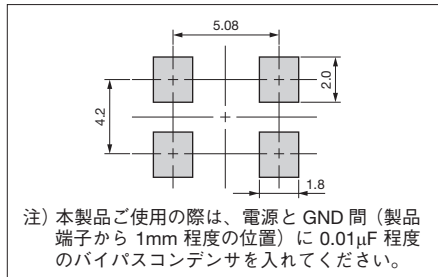 5.08
2.0
4.2
1.8
注）本製品ご使用の際は、電源と GND 間（製品
端子から 1mm 程度の位置）に 0.01μF 程度
のバイパスコンデンサを入れてください。